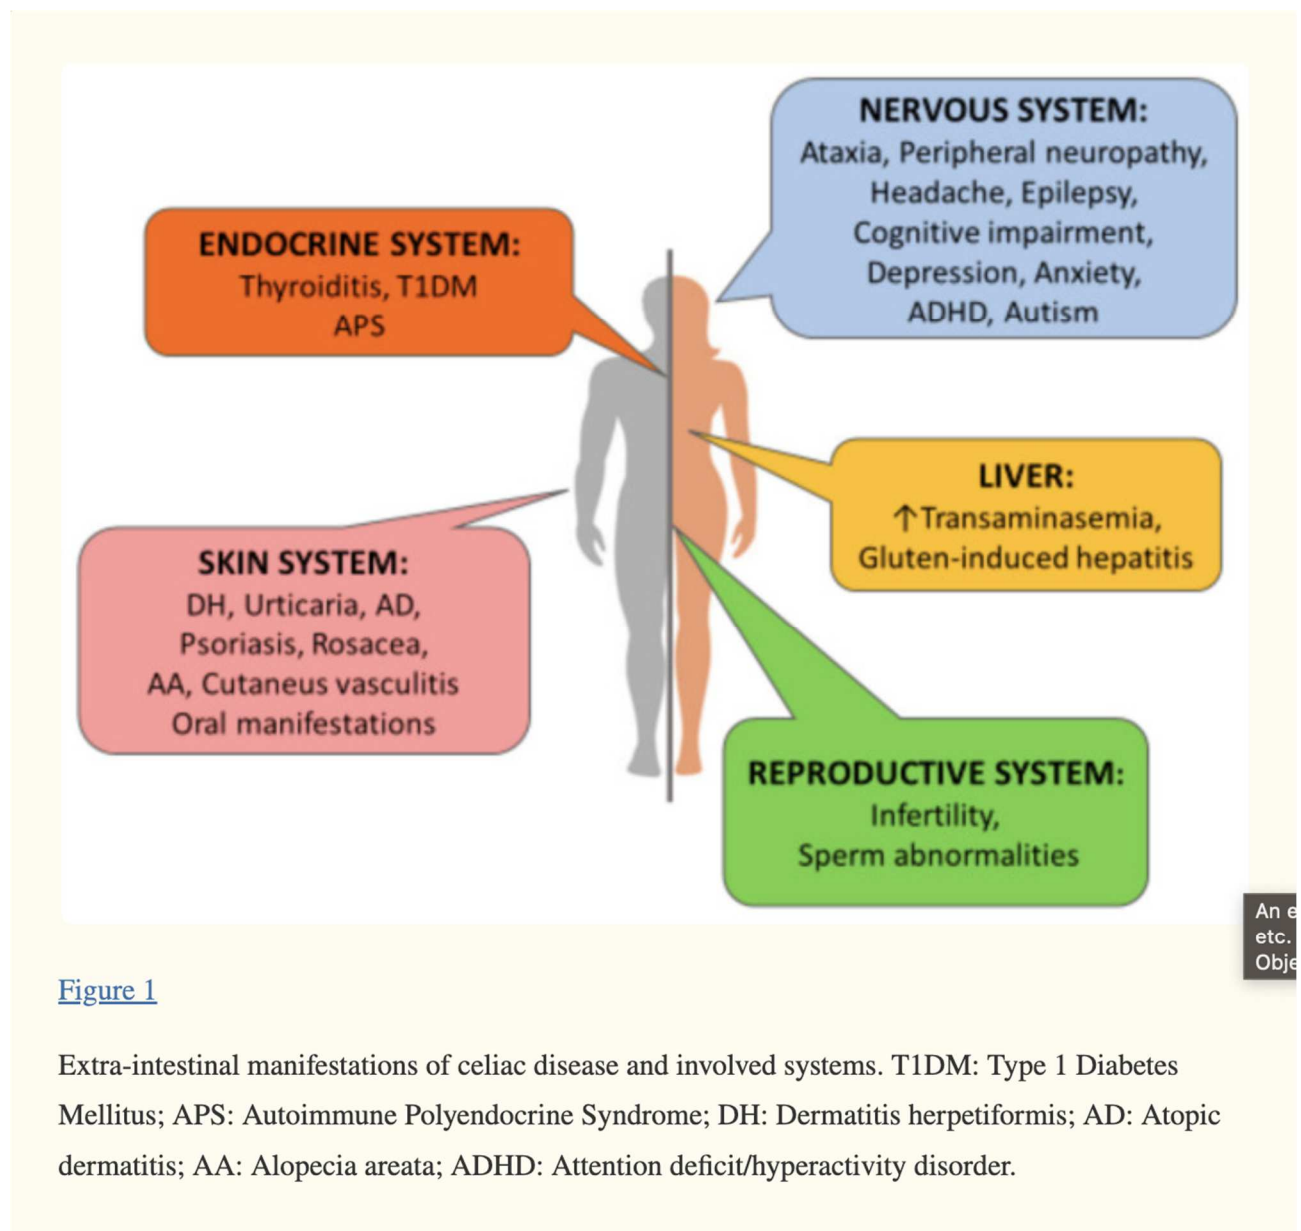 NERVOUS SYSTEM:
Ataxia, Peripheral neuropathy,
Headache, Epilepsy,
Cognitive impairment,
Depression, Anxiety,
ADHD, Autism
ENDOCRINE SYSTEM:
Thyroiditis, T1DM
APS
LIVER:
↑Transaminasemia,
Gluten-induced hepatitis
SKIN SYSTEM:
DH, Urticaria, AD,
Psoriasis, Rosacea,
AA, Cutaneus vasculitis
Oral manifestations
REPRODUCTIVE SYSTEM:
Infertility,
Sperm abnormalities
An
etc.
Figure 1
Extra-intestinal manifestations of celiac disease and involved systems. T1DM: Type 1 Diabetes
Mellitus; APS: Autoimmune Polyendocrine Syndrome; DH: Dermatitis herpetiformis; AD: Atopic
dermatitis; AA: Alopecia areata; ADHD: Attention deficit/hyperactivity disorder.